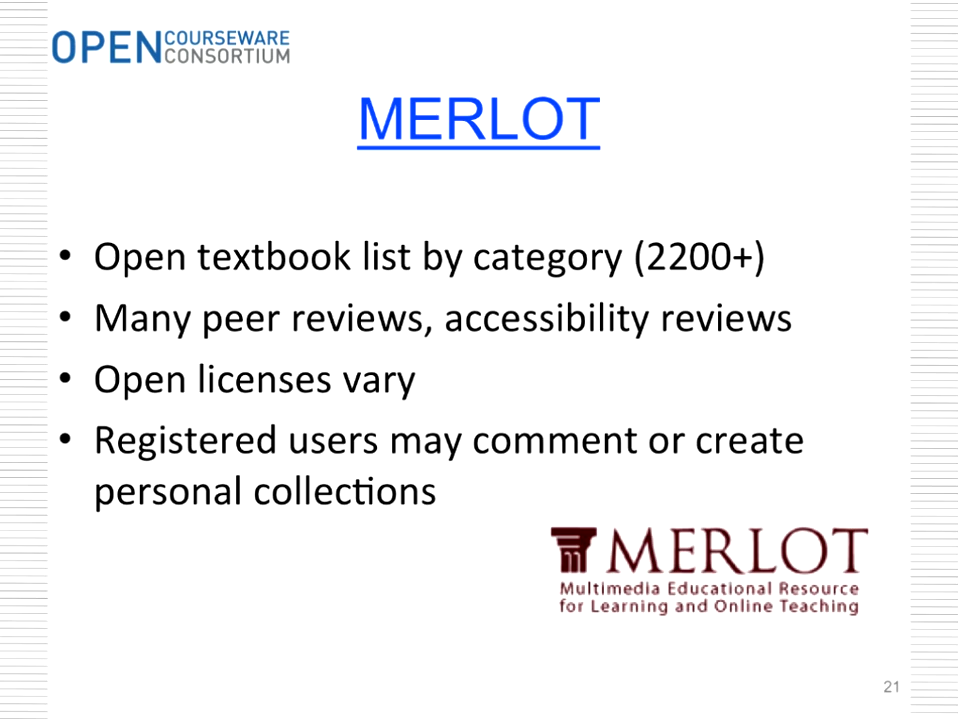 OPEN COURSEWARE
CONSORTIUM
MERLOT
• Open textbook list by category (2200+)
• Many peer reviews, accessibility reviews
• Open licenses vary
• Registered users may comment or create
personal collections
MERLOT
Multimedia Educational Resource
for Learning and Online Teaching
21